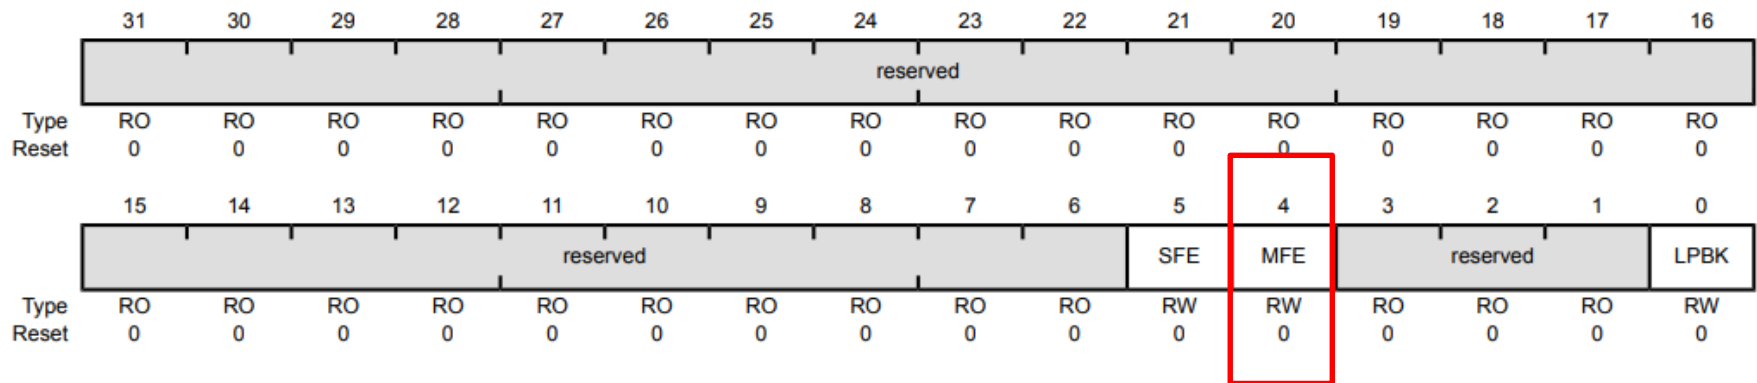 31 30 29 28 27 26 25 24 23 22 21 20 19 18 17 16
reserved
Type RO RO RO RO RO RO RO RO RO RO RO RO RO RO RO RO
Reset 0 0 0 0 0 0 0 0 0 0 0 0 0 0 0 0
15 14 13 12 11 10 9 8 7 6 5 4 3 2 1 0
reserved SFE MFE reserved LPBK
Type RO RO RO RO RO RO RO RO RO RO RW RW RO RO RO RW
Reset 0 0 0 0 0 0 0 0 0 0 0 0 0 0 0 0